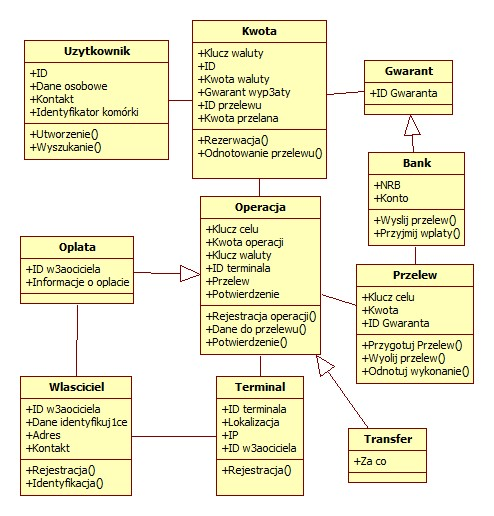 Kwota
+Klucz waluty
+ID
+Kwota waluty
+Gwarant wyp3aty
+ID przelewu
+Kwota przelana
+Rezerwacja()
+Odnotowanie przelewu()
Uzytkownik
+ID
+Dane osobowe
+Kontakt
+Identyfikator komórki
+Utworzenie()
+Wyszukanie()
Gwarant
+ID Gwaranta
Bank
+NRB
+Konto
+Wyslij przelew()
+Przyjmij wplaty()
Operacja
+Klucz celu
+Kwota operacji
+Klucz waluty
+ID terminala
+Przelew
+Potwierdzenie
+Rejestracja operacji()
+Dane do przelewu()
+Potwierdzenie()
Oplata
+ID w3aociciela
+Informacje o oplacie
Przelew
+Klucz celu
+Kwota
+ID Gwaranta
+Przygotuj Przelew()
+Wyolij przelew()
+Odnotuj wykonanie()
Wlasciciel
+ID w3aociciela
+Dane identyfikuj1ce
+Adres
+Kontakt
+Rejestracja()
+Identyfikacja()
Terminal
+ID terminala
+Lokalizacja
+IP
+ID w3aociciela
+Rejestracja()
Transfer
+Za co